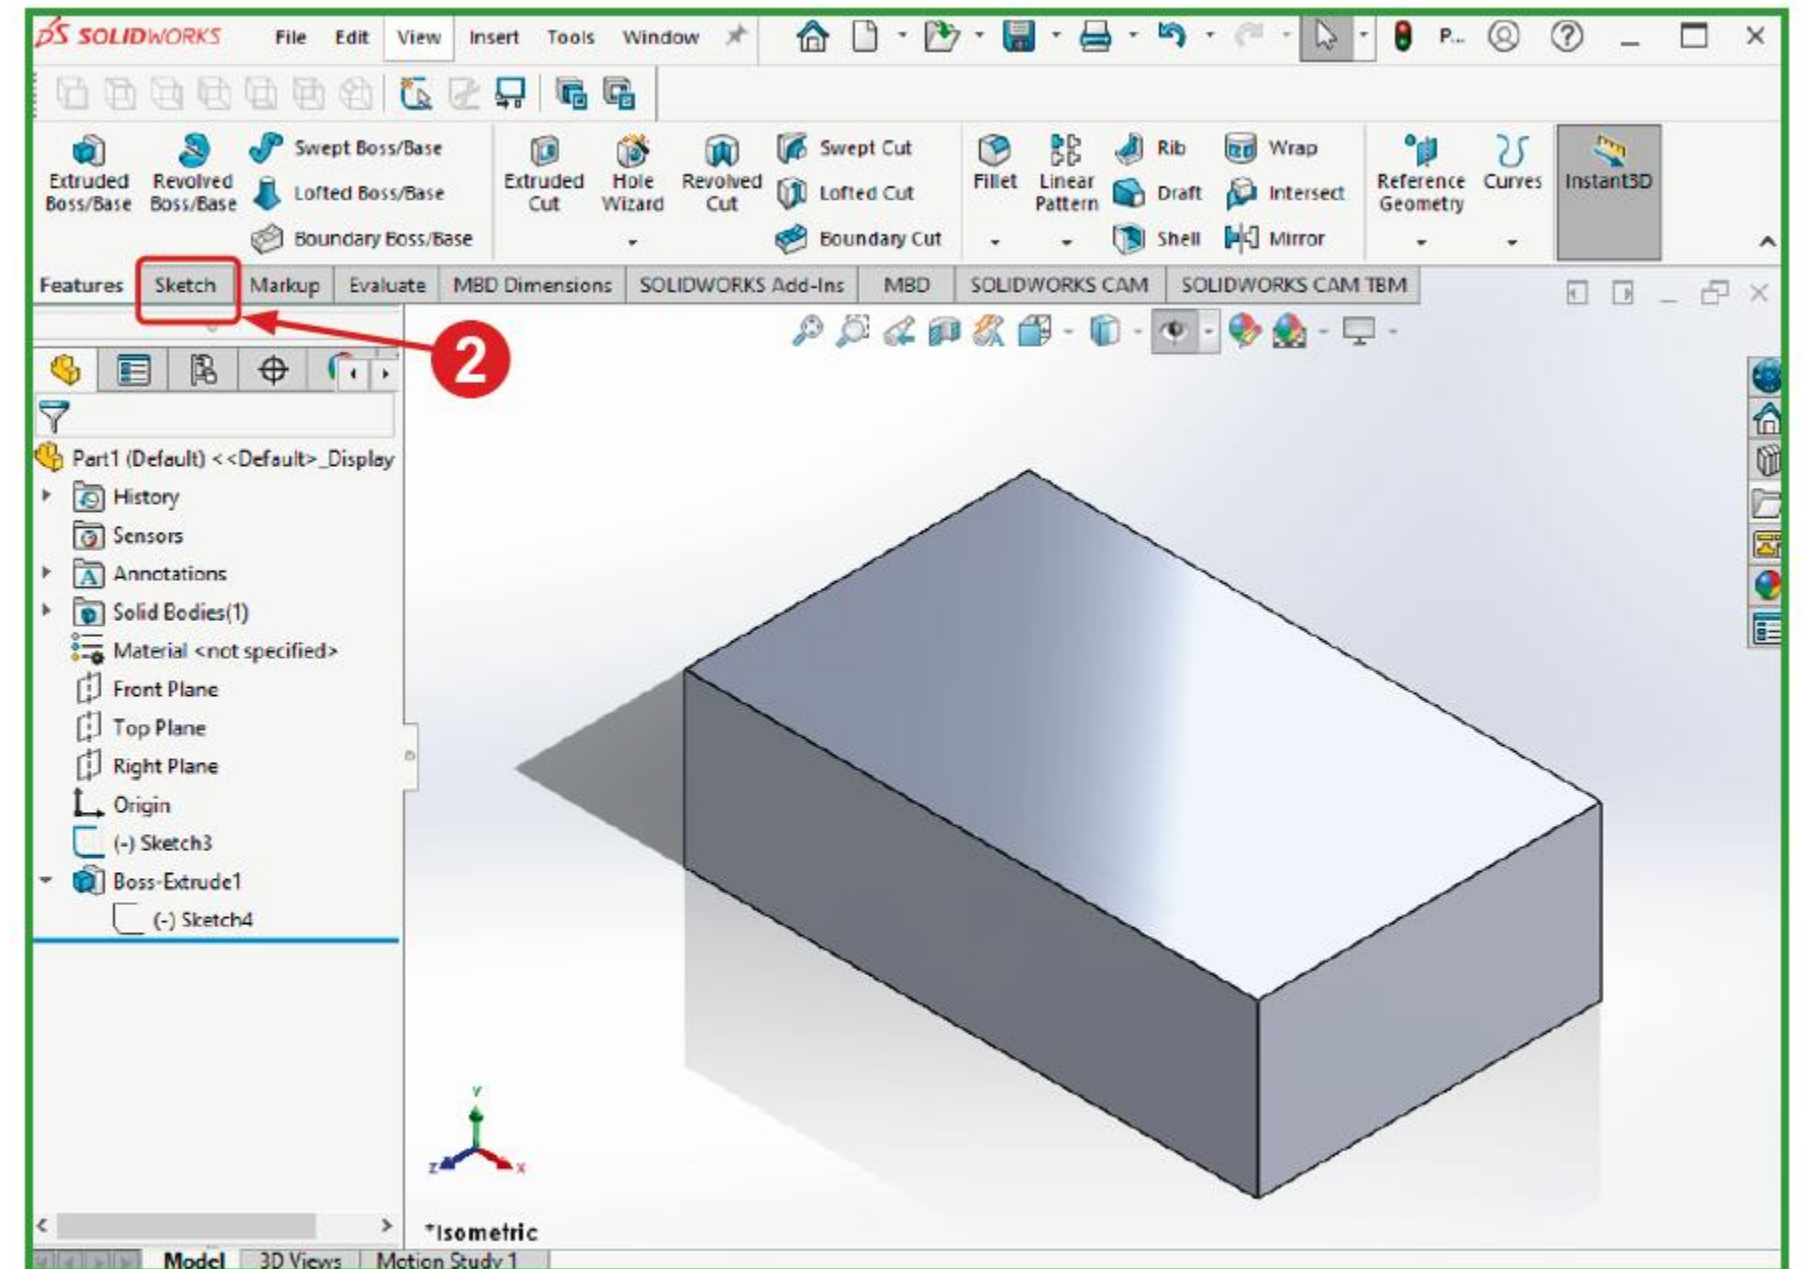 SOLIDWORKS File Edit View Insert Tools Window P... ?
Extruded Boss/Base
Revolved Boss/Base
Swept Boss/Base
Lofted Boss/Base
Boundary Boss/Base
Extruded Cut
Hole Wizard
Revolved Cut
Swept Cut
Lofted Cut
Boundary Cut
Fillet
Linear Pattern
Rib
Draft
Shell
Wrap
Intersect
Mirror
Reference Geometry
Curves
Instant3D
Features Sketch Markup Evaluate MBD Dimensions SOLIDWORKS Add-Ins MBD SOLIDWORKS CAM SOLIDWORKS CAM TBM
2
Part1 (Default) <<Default>_Display
History
Sensors
A Annotations
Solid Bodies(1)
Material <not specified>
Front Plane
Top Plane
Right Plane
Origin
(-) Sketch3
Boss-Extrude1
(-) Sketch4
Y
Z X
*Isometric
Model 3D Views Motion Study 1